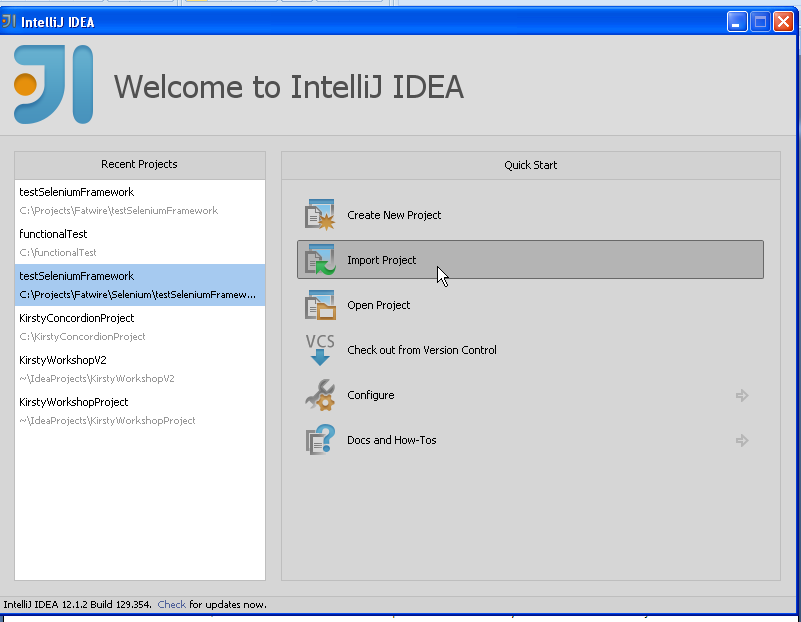 IntelliJ IDEA
Welcome to IntelliJ IDEA
Recent Projects
testSeleniumFramework
C:\Projects\Fatwire\testSeleniumFramework
functionalTest
C:\functionalTest
testSeleniumFramework
C:\Projects\Fatwire\Selenium\testSeleniumFramew...
KirstyConcordionProject
C:\KirstyConcordionProject
KirstyWorkshopV2
~\IdeaProjects\KirstyWorkshopV2
KirstyWorkshopProject
~\IdeaProjects\KirstyWorkshopProject
Quick Start
Create New Project
Import Project
Open Project
VCS
Check out from Version Control
Configure
Docs and How-Tos
IntelliJ IDEA 12.1.2 Build 129.354. Check for updates now.